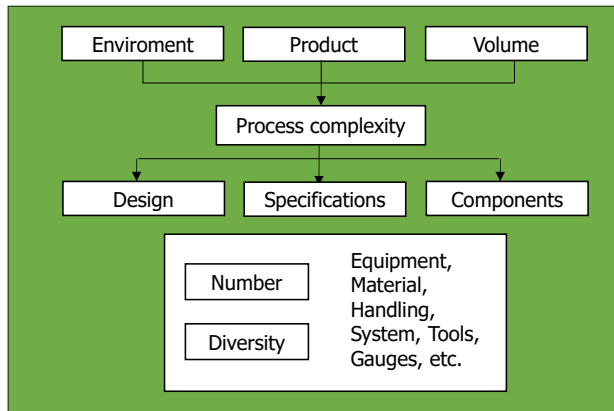 Enviroment
Product
Volume
Process complexity
Design
Specifications
Components
Number
Diversity
Equipment,
Material,
Handling,
System, Tools,
Gauges, etc.